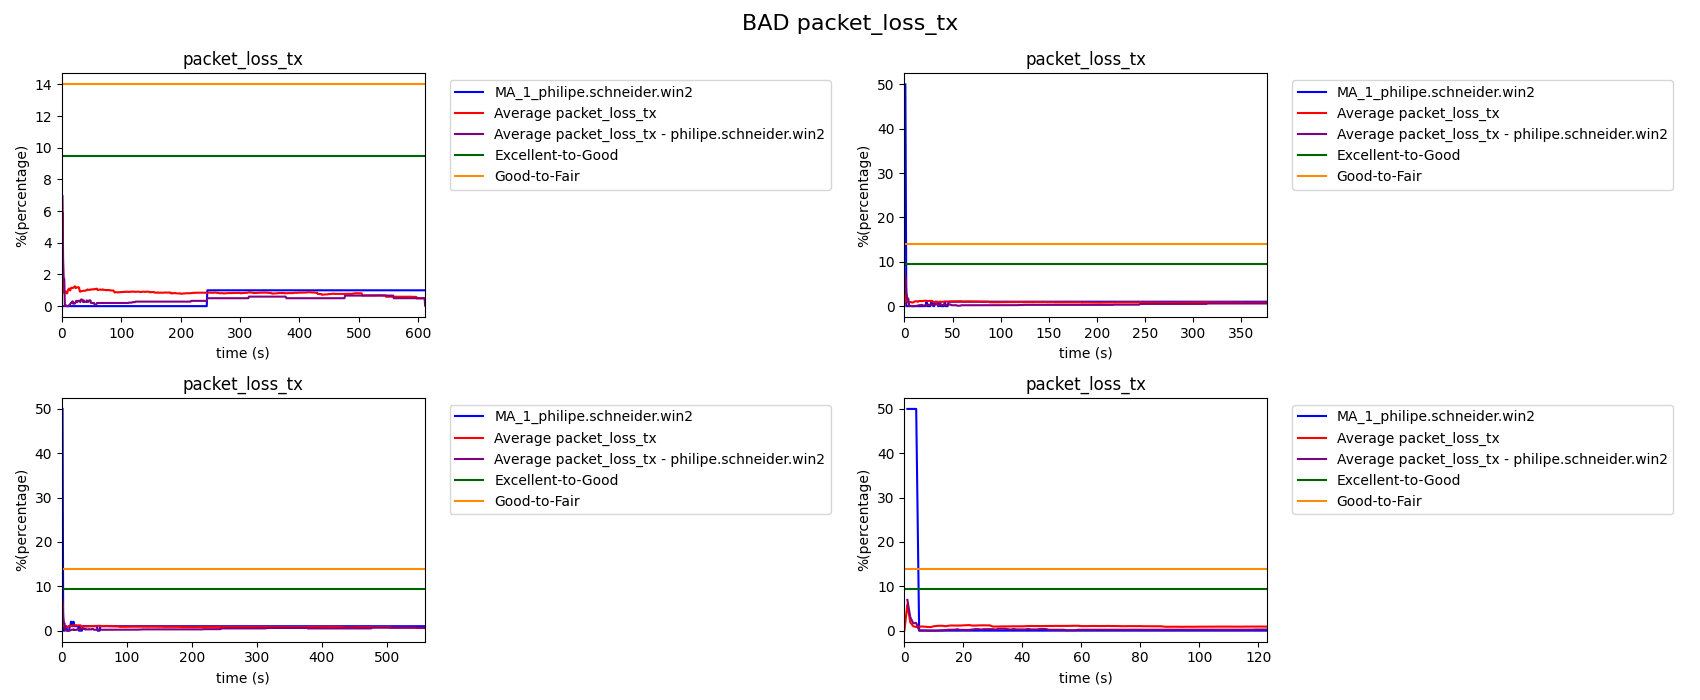 BAD packet_loss_tx
packet_loss_tx
14
12
10
8
6
4
2
0
%(percentage)
0 100 200 300 400 500 600
time (s)
MA_1_philipe.schneider.win2
Average packet_loss_tx
Average packet_loss_tx - philipe.schneider.win2
Excellent-to-Good
Good-to-Fair
packet_loss_tx
50
40
30
20
10
0
%(percentage)
0 50 100 150 200 250 300 350
time (s)
MA_1_philipe.schneider.win2
Average packet_loss_tx
Average packet_loss_tx - philipe.schneider.win2
Excellent-to-Good
Good-to-Fair
packet_loss_tx
50
40
30
20
10
0
%(percentage)
0 100 200 300 400 500
time (s)
MA_1_philipe.schneider.win2
Average packet_loss_tx
Average packet_loss_tx - philipe.schneider.win2
Excellent-to-Good
Good-to-Fair
packet_loss_tx
50
40
30
20
10
0
%(percentage)
0 20 40 60 80 100 120
time (s)
MA_1_philipe.schneider.win2
Average packet_loss_tx
Average packet_loss_tx - philipe.schneider.win2
Excellent-to-Good
Good-to-Fair